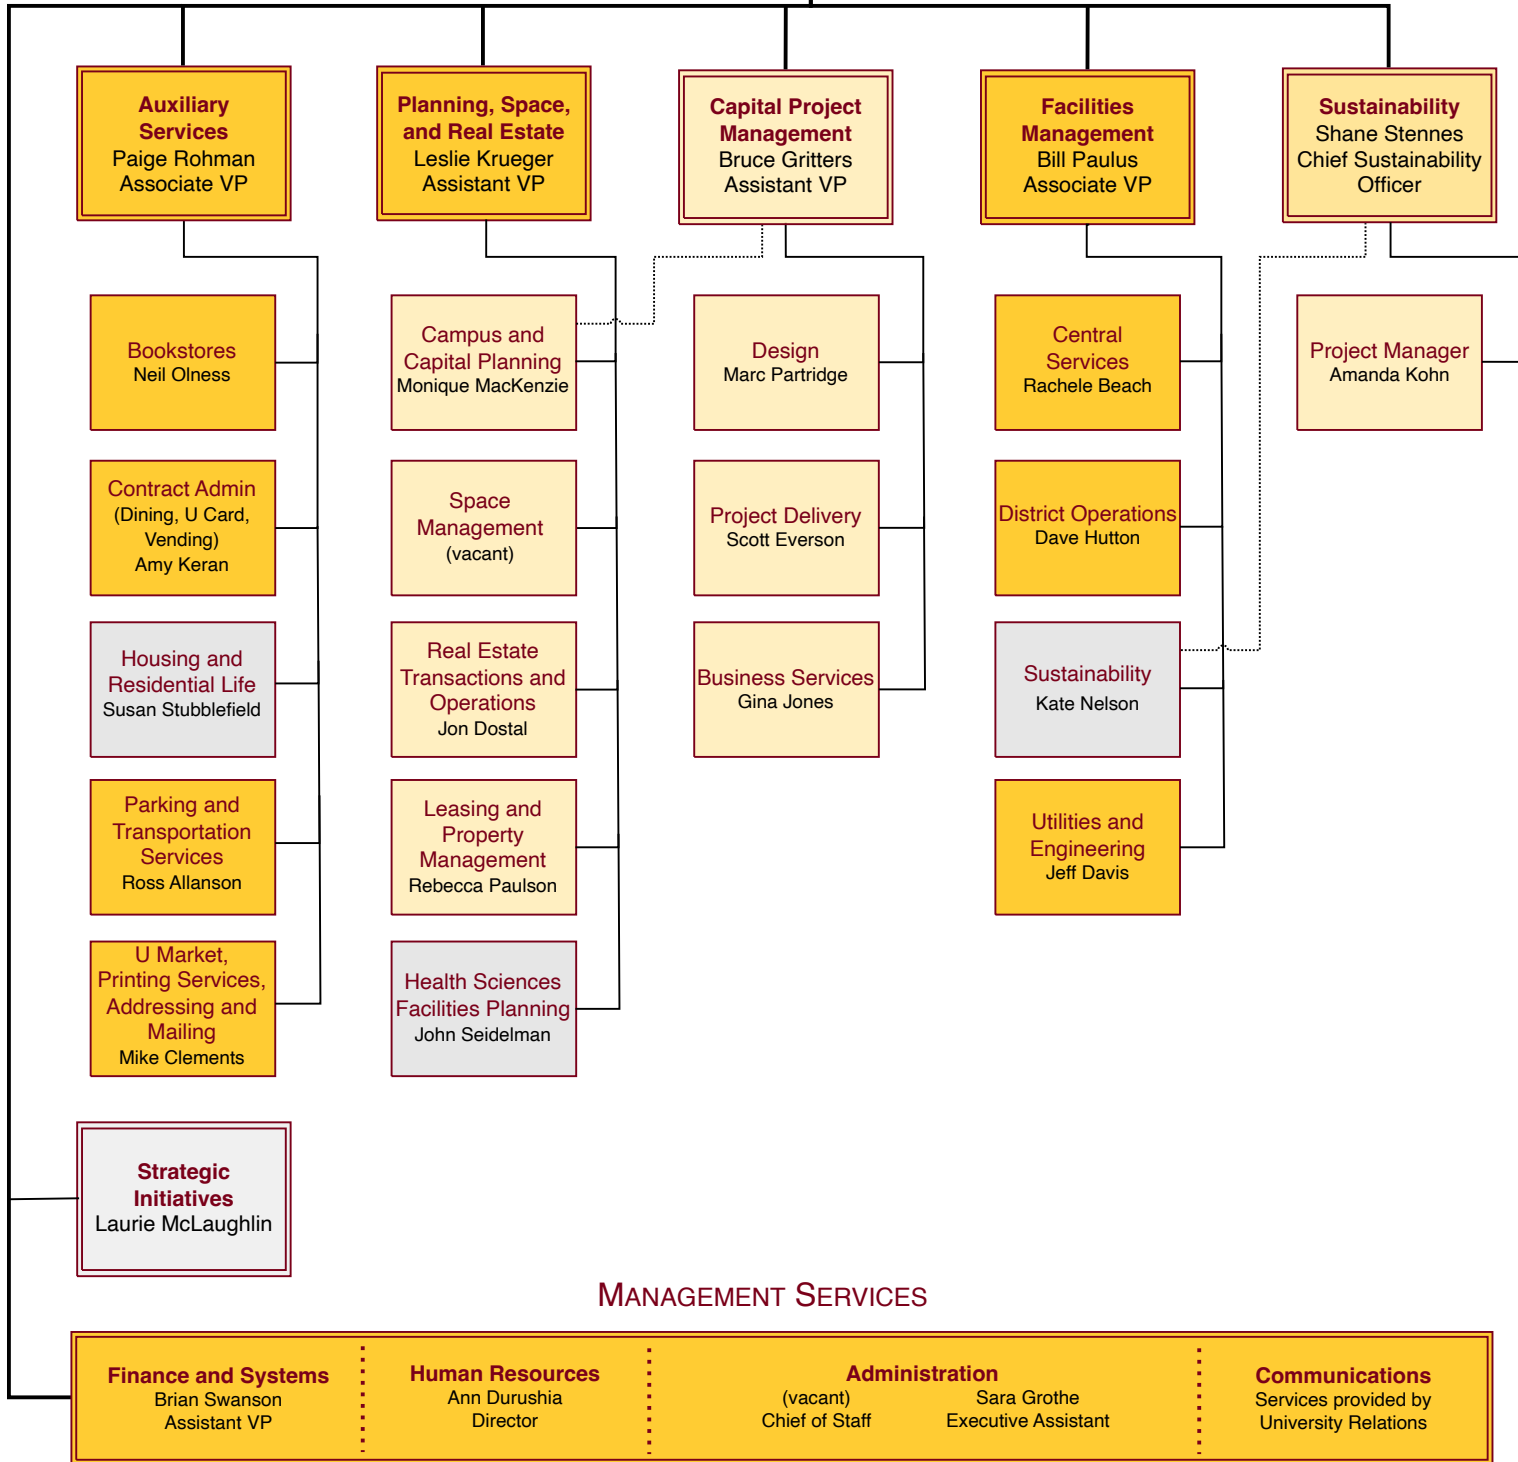 Auxiliary
Services
Paige Rohman
Associate VP
Planning, Space,
and Real Estate
Leslie Krueger
Assistant VP
Capital Project
Management
Bruce Gritters
Assistant VP
Facilities
Management
Bill Paulus
Associate VP
Sustainability
Shane Stennes
Chief Sustainability
Officer
Bookstores
Neil Olness
Contract Admin
(Dining, U Card,
Vending)
Amy Keran
Housing and
Residential Life
Susan Stubblefield
Parking and
Transportation
Services
Ross Allanson
U Market,
Printing Services,
Addressing and
Mailing
Mike Clements
Campus and
Capital Planning
Monique MacKenzie
Space
Management
(vacant)
Real Estate
Transactions and
Operations
Jon Dostal
Leasing and
Property
Management
Rebecca Paulson
Health Sciences
Facilities Planning
John Seidelman
Design
Marc Partridge
Project Delivery
Scott Everson
Business Services
Gina Jones
Central
Services
Rachele Beach
District Operations
Dave Hutton
Sustainability
Kate Nelson
Utilities and
Engineering
Jeff Davis
Project Manager
Amanda Kohn
Strategic
Initiatives
Laurie McLaughlin
MANAGEMENT SERVICES
Finance and Systems
Brian Swanson
Assistant VP
Human Resources
Ann Durushia
Director
Administration
(vacant)
Chief of Staff
Sara Grothe
Executive Assistant
Communications
Services provided by
University Relations